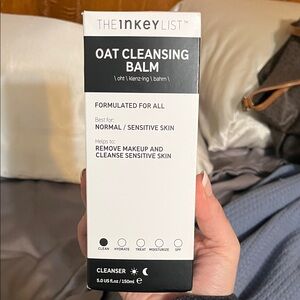 THE INKEY LIST™
OAT CLEANSING
BALM
\ oht \ klenz-ing \ bahm \
FORMULATED FOR ALL
Best for:
NORMAL / SENSITIVE SKIN
Helps to:
REMOVE MAKEUP AND
CLEANSE SENSITIVE SKIN
CLEAN HYDRATE TREAT MOISTURIZE SPF
CLEANSER
5.0 US fl.oz / 150ml e